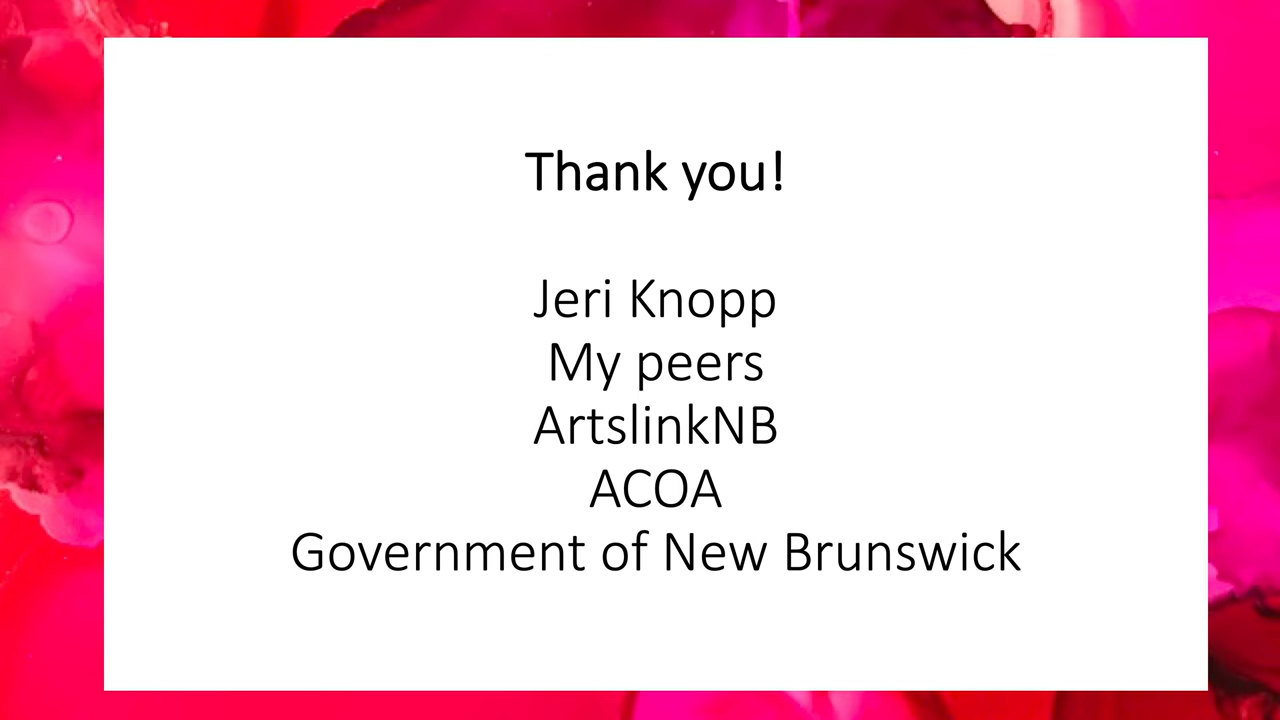 Thank you!
Jeri Knopp
My peers
ArtslinkNB
ACOA
Government of New Brunswick